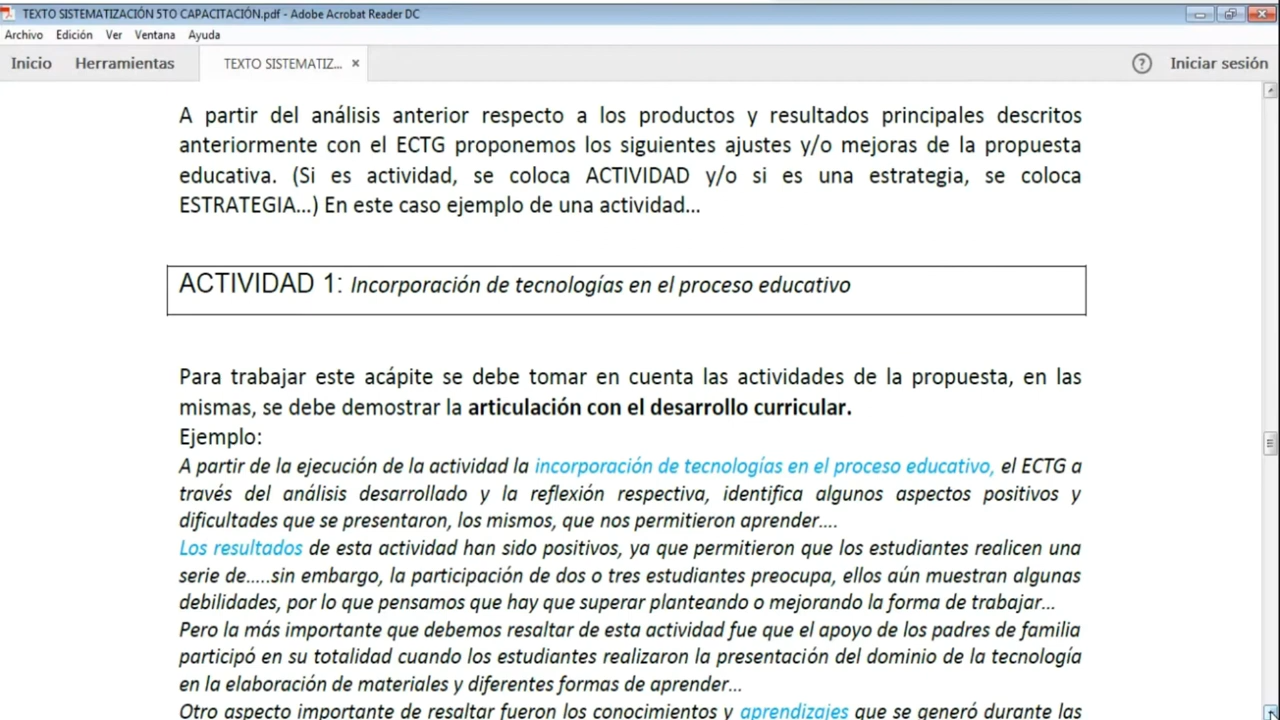 TEXTO SISTEMATIZACIÓN 5TO CAPACITACIÓN.pdf - Adobe Acrobat Reader DC
Archivo Edición Ver Ventana Ayuda
Inicio Herramientas TEXTO SISTEMATIZ... × ? Iniciar sesión
A partir del análisis anterior respecto a los productos y resultados principales descritos
anteriormente con el ECTG proponemos los siguientes ajustes y/o mejoras de la propuesta
educativa. (Si es actividad, se coloca ACTIVIDAD y/o si es una estrategia, se coloca
ESTRATEGIA...) En este caso ejemplo de una actividad...
ACTIVIDAD 1: Incorporación de tecnologías en el proceso educativo
Para trabajar este acápite se debe tomar en cuenta las actividades de la propuesta, en las
mismas, se debe demostrar la articulación con el desarrollo curricular.
Ejemplo:
A partir de la ejecución de la actividad la incorporación de tecnologías en el proceso educativo, el ECTG a
través del análisis desarrollado y la reflexión respectiva, identifica algunos aspectos positivos y
dificultades que se presentaron, los mismos, que nos permitieron aprender....
Los resultados de esta actividad han sido positivos, ya que permitieron que los estudiantes realicen una
serie de.....sin embargo, la participación de dos o tres estudiantes preocupa, ellos aún muestran algunas
debilidades, por lo que pensamos que hay que superar planteando o mejorando la forma de trabajar...
Pero la más importante que debemos resaltar de esta actividad fue que el apoyo de los padres de familia
participó en su totalidad cuando los estudiantes realizaron la presentación del dominio de la tecnología
en la elaboración de materiales y diferentes formas de aprender...
Otro aspecto importante de resaltar fueron los conocimientos y aprendizajes que se generó durante las